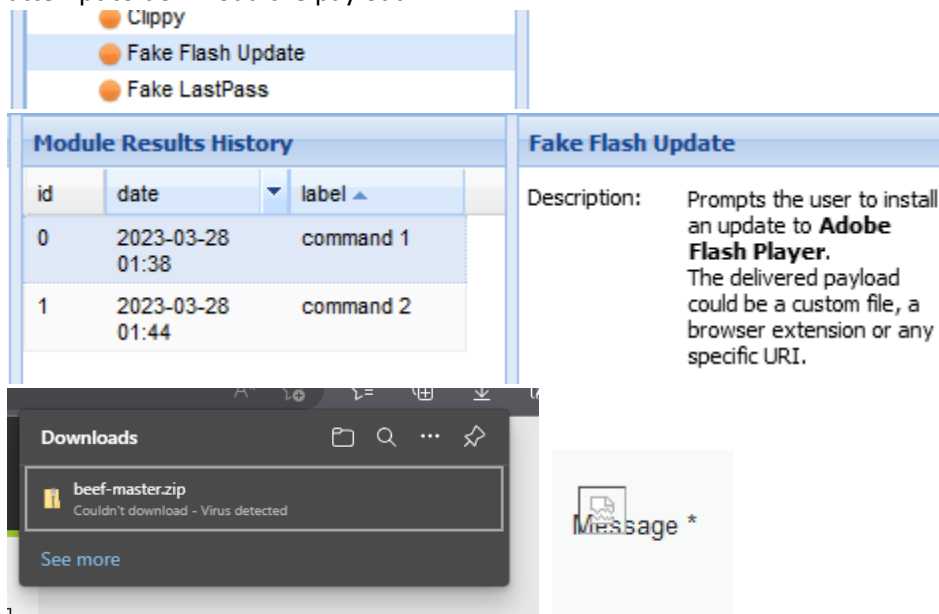 Clippy
Fake Flash Update
Fake LastPass
Module Results History
id date label
0 2023-03-28 01:38 command 1
1 2023-03-28 01:44 command 2
Fake Flash Update
Description: Prompts the user to install
an update to Adobe
Flash Player.
The delivered payload
could be a custom file, a
browser extension or any
specific URI.
Downloads
beef-master.zip
Couldn't download - Virus detected
See more
Message *